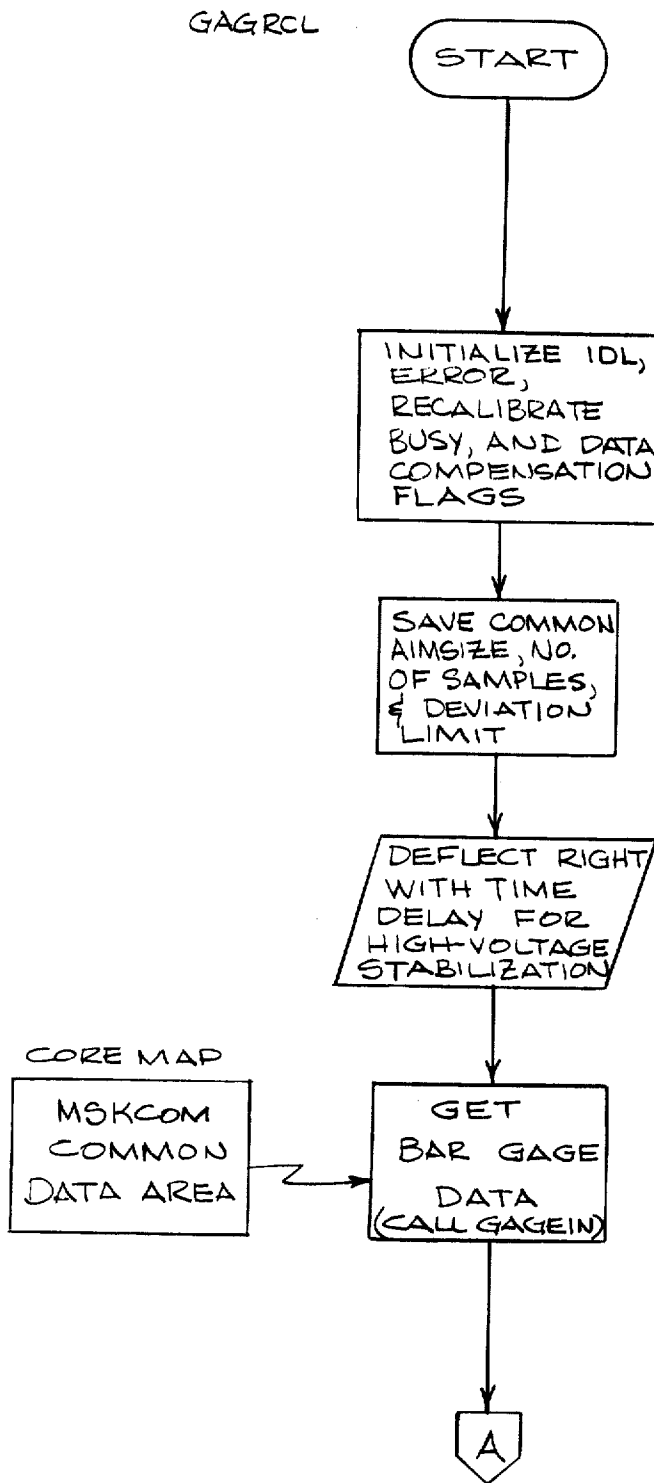 GAGRCL
START
INITIALIZE IDL,
ERROR,
RECALIBRATE
BUSY, AND DATA
COMPENSATION
FLAGS
SAVE COMMON
AIMSIZE, NO.
OF SAMPLES,
& DEVIATION
LIMIT
DEFLECT RIGHT
WITH TIME
DELAY FOR
HIGH-VOLTAGE
STABILIZATION
CORE MAP
MSKCOM
COMMON
DATA AREA
GET
BAR GAGE
DATA
(CALL GAGEIN)
A